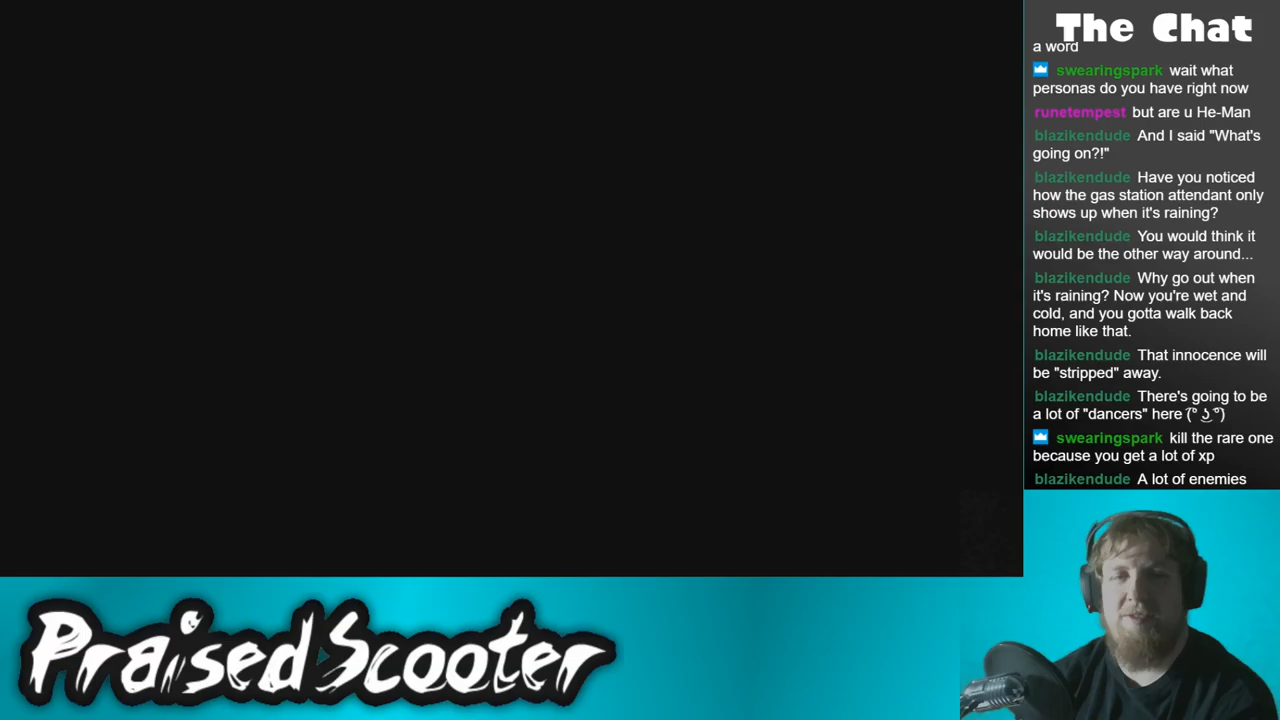 The Chat
a word
swearingspark wait what
personas do you have right now
runetempest but are u He-Man
blazikendude And I said "What's
going on?!"
blazikendude Have you noticed
how the gas station attendant only
shows up when it's raining?
blazikendude You would think it
would be the other way around...
blazikendude Why go out when
it's raining? Now you're wet and
cold, and you gotta walk back
home like that.
blazikendude That innocence will
be "stripped" away.
blazikendude There's going to be
a lot of "dancers" here ( ͡° ͜ʖ ͡°)
swearingspark kill the rare one
because you get a lot of xp
blazikendude A lot of enemies
PraisedScooter